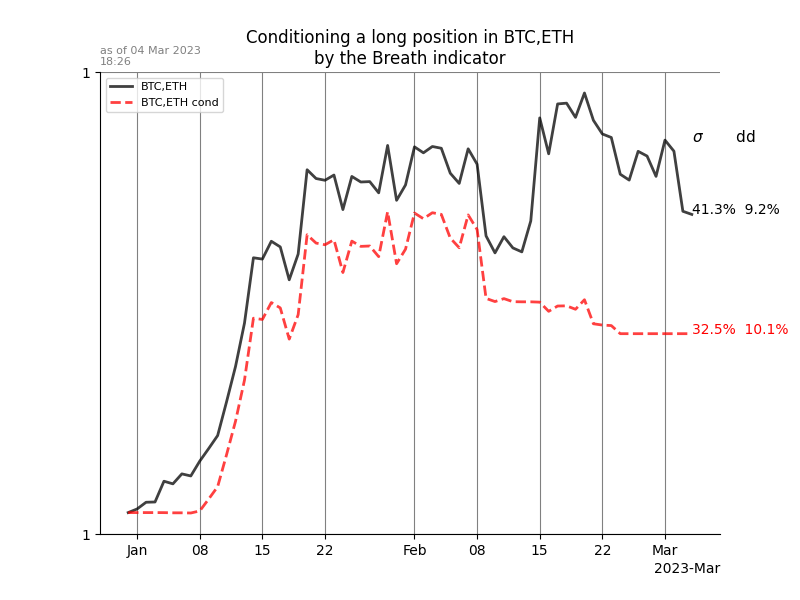 Conditioning a long position in BTC,ETH
by the Breath indicator
as of 04 Mar 2023
18:26
1
BTC,ETH
BTC,ETH cond
σ dd
41.3% 9.2%
32.5% 10.1%
1
Jan 08 15 22 Feb 08 15 22 Mar
2023-Mar